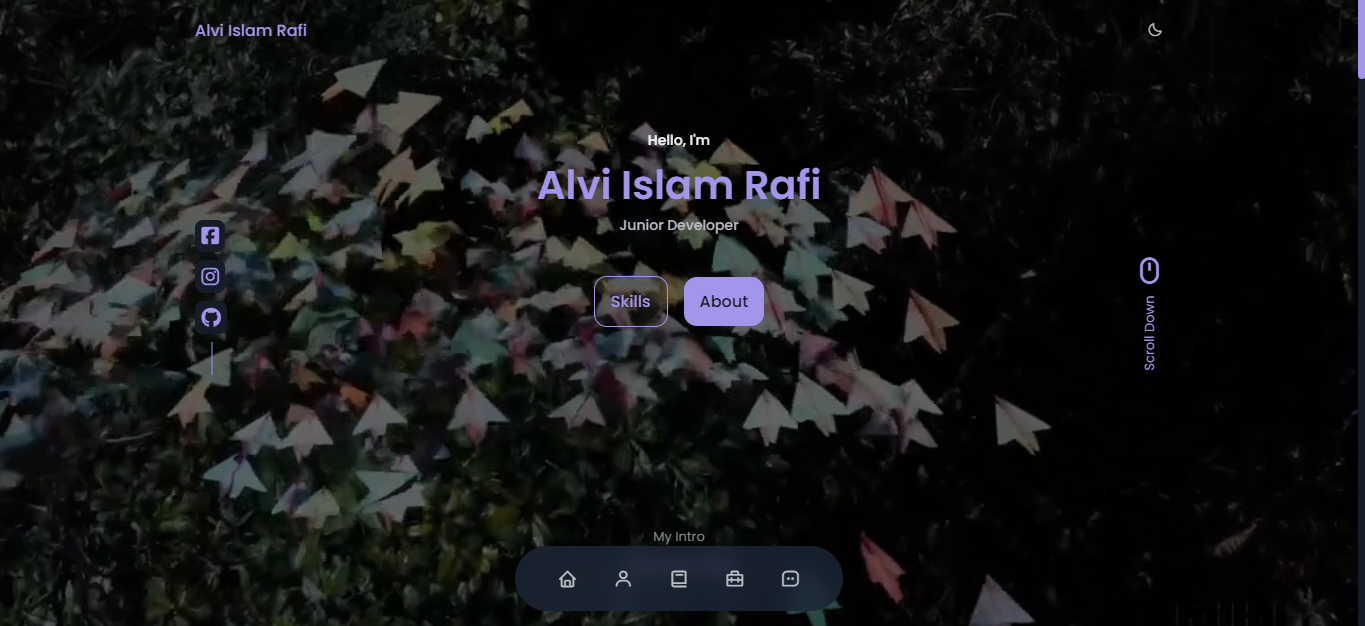 Alvi Islam Rafi
Hello, I'm
Alvi Islam Rafi
Junior Developer
Skills
About
Scroll Down
My Intro